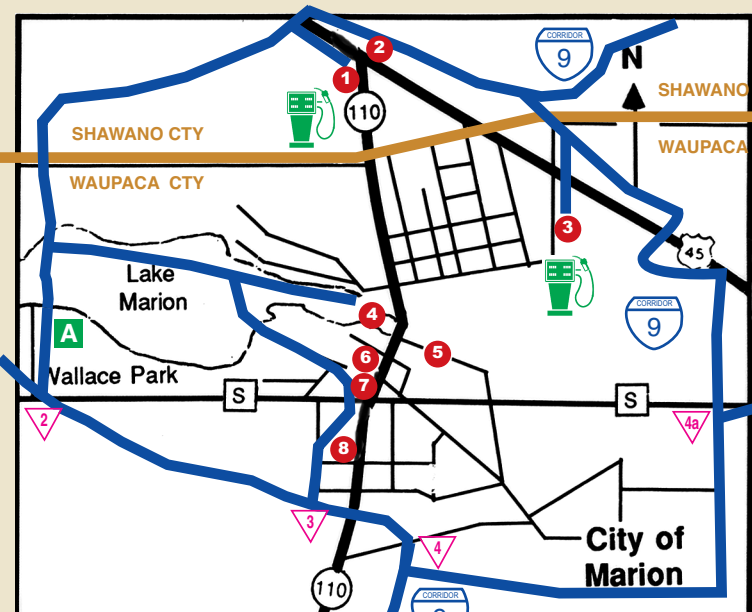 2
CORRIDOR
9
N
1
110
SHAWANO
SHAWANO CTY
WAUPACA
WAUPACA CTY
3
45
Lake
Marion
CORRIDOR
9
4
A
5
6
Wallace Park
7
S
S
2
4a
8
3
4
City of
Marion
110
CORRIDOR